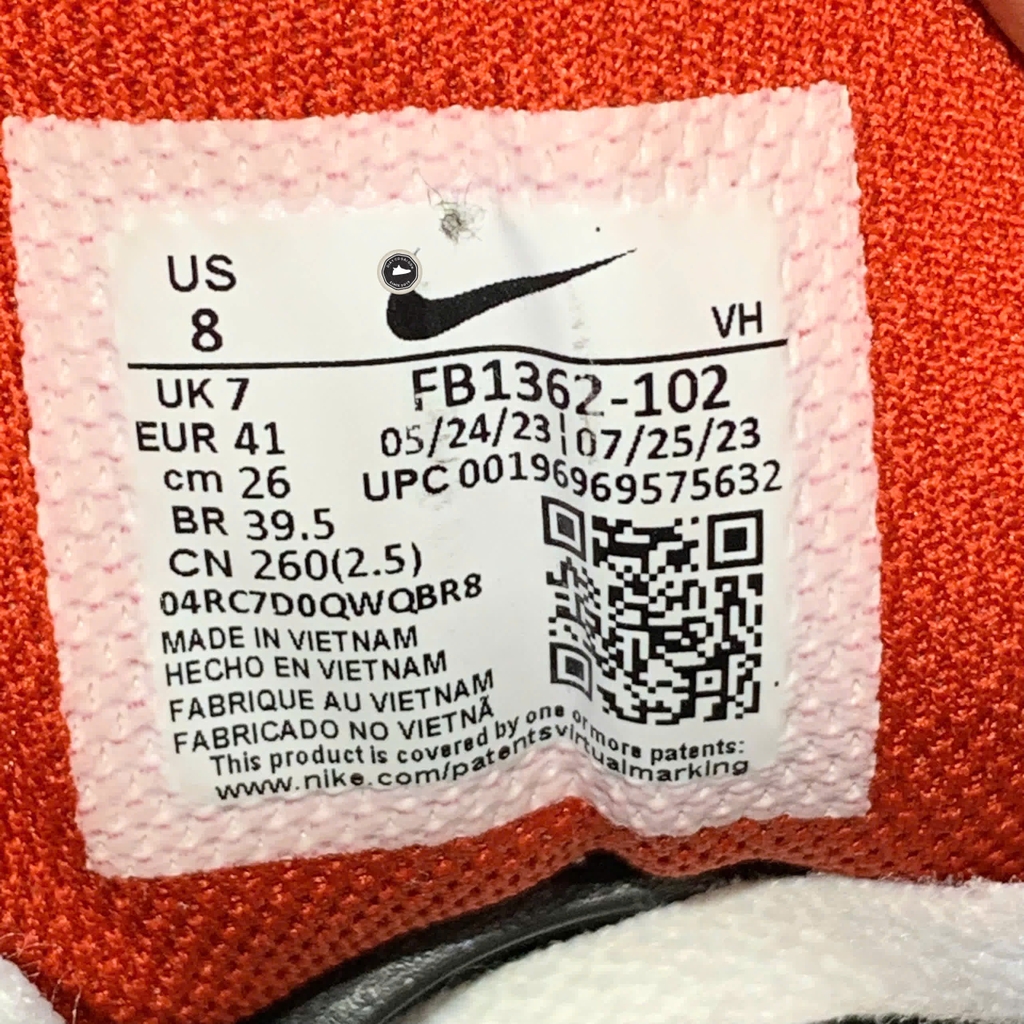 US
8
VH
UK 7
EUR 41
cm 26
BR 39.5
CN 260(2.5)
FB1362-102
05/24/23 | 07/25/23
UPC 00196969575632
04RC7D0QWQBR8
MADE IN VIETNAM
HECHO EN VIETNAM
FABRIQUE AU VIETNAM
FABRICADO NO VIETNÃ
This product is covered by one or more patents:
www.nike.com/patentsvirtualmarking